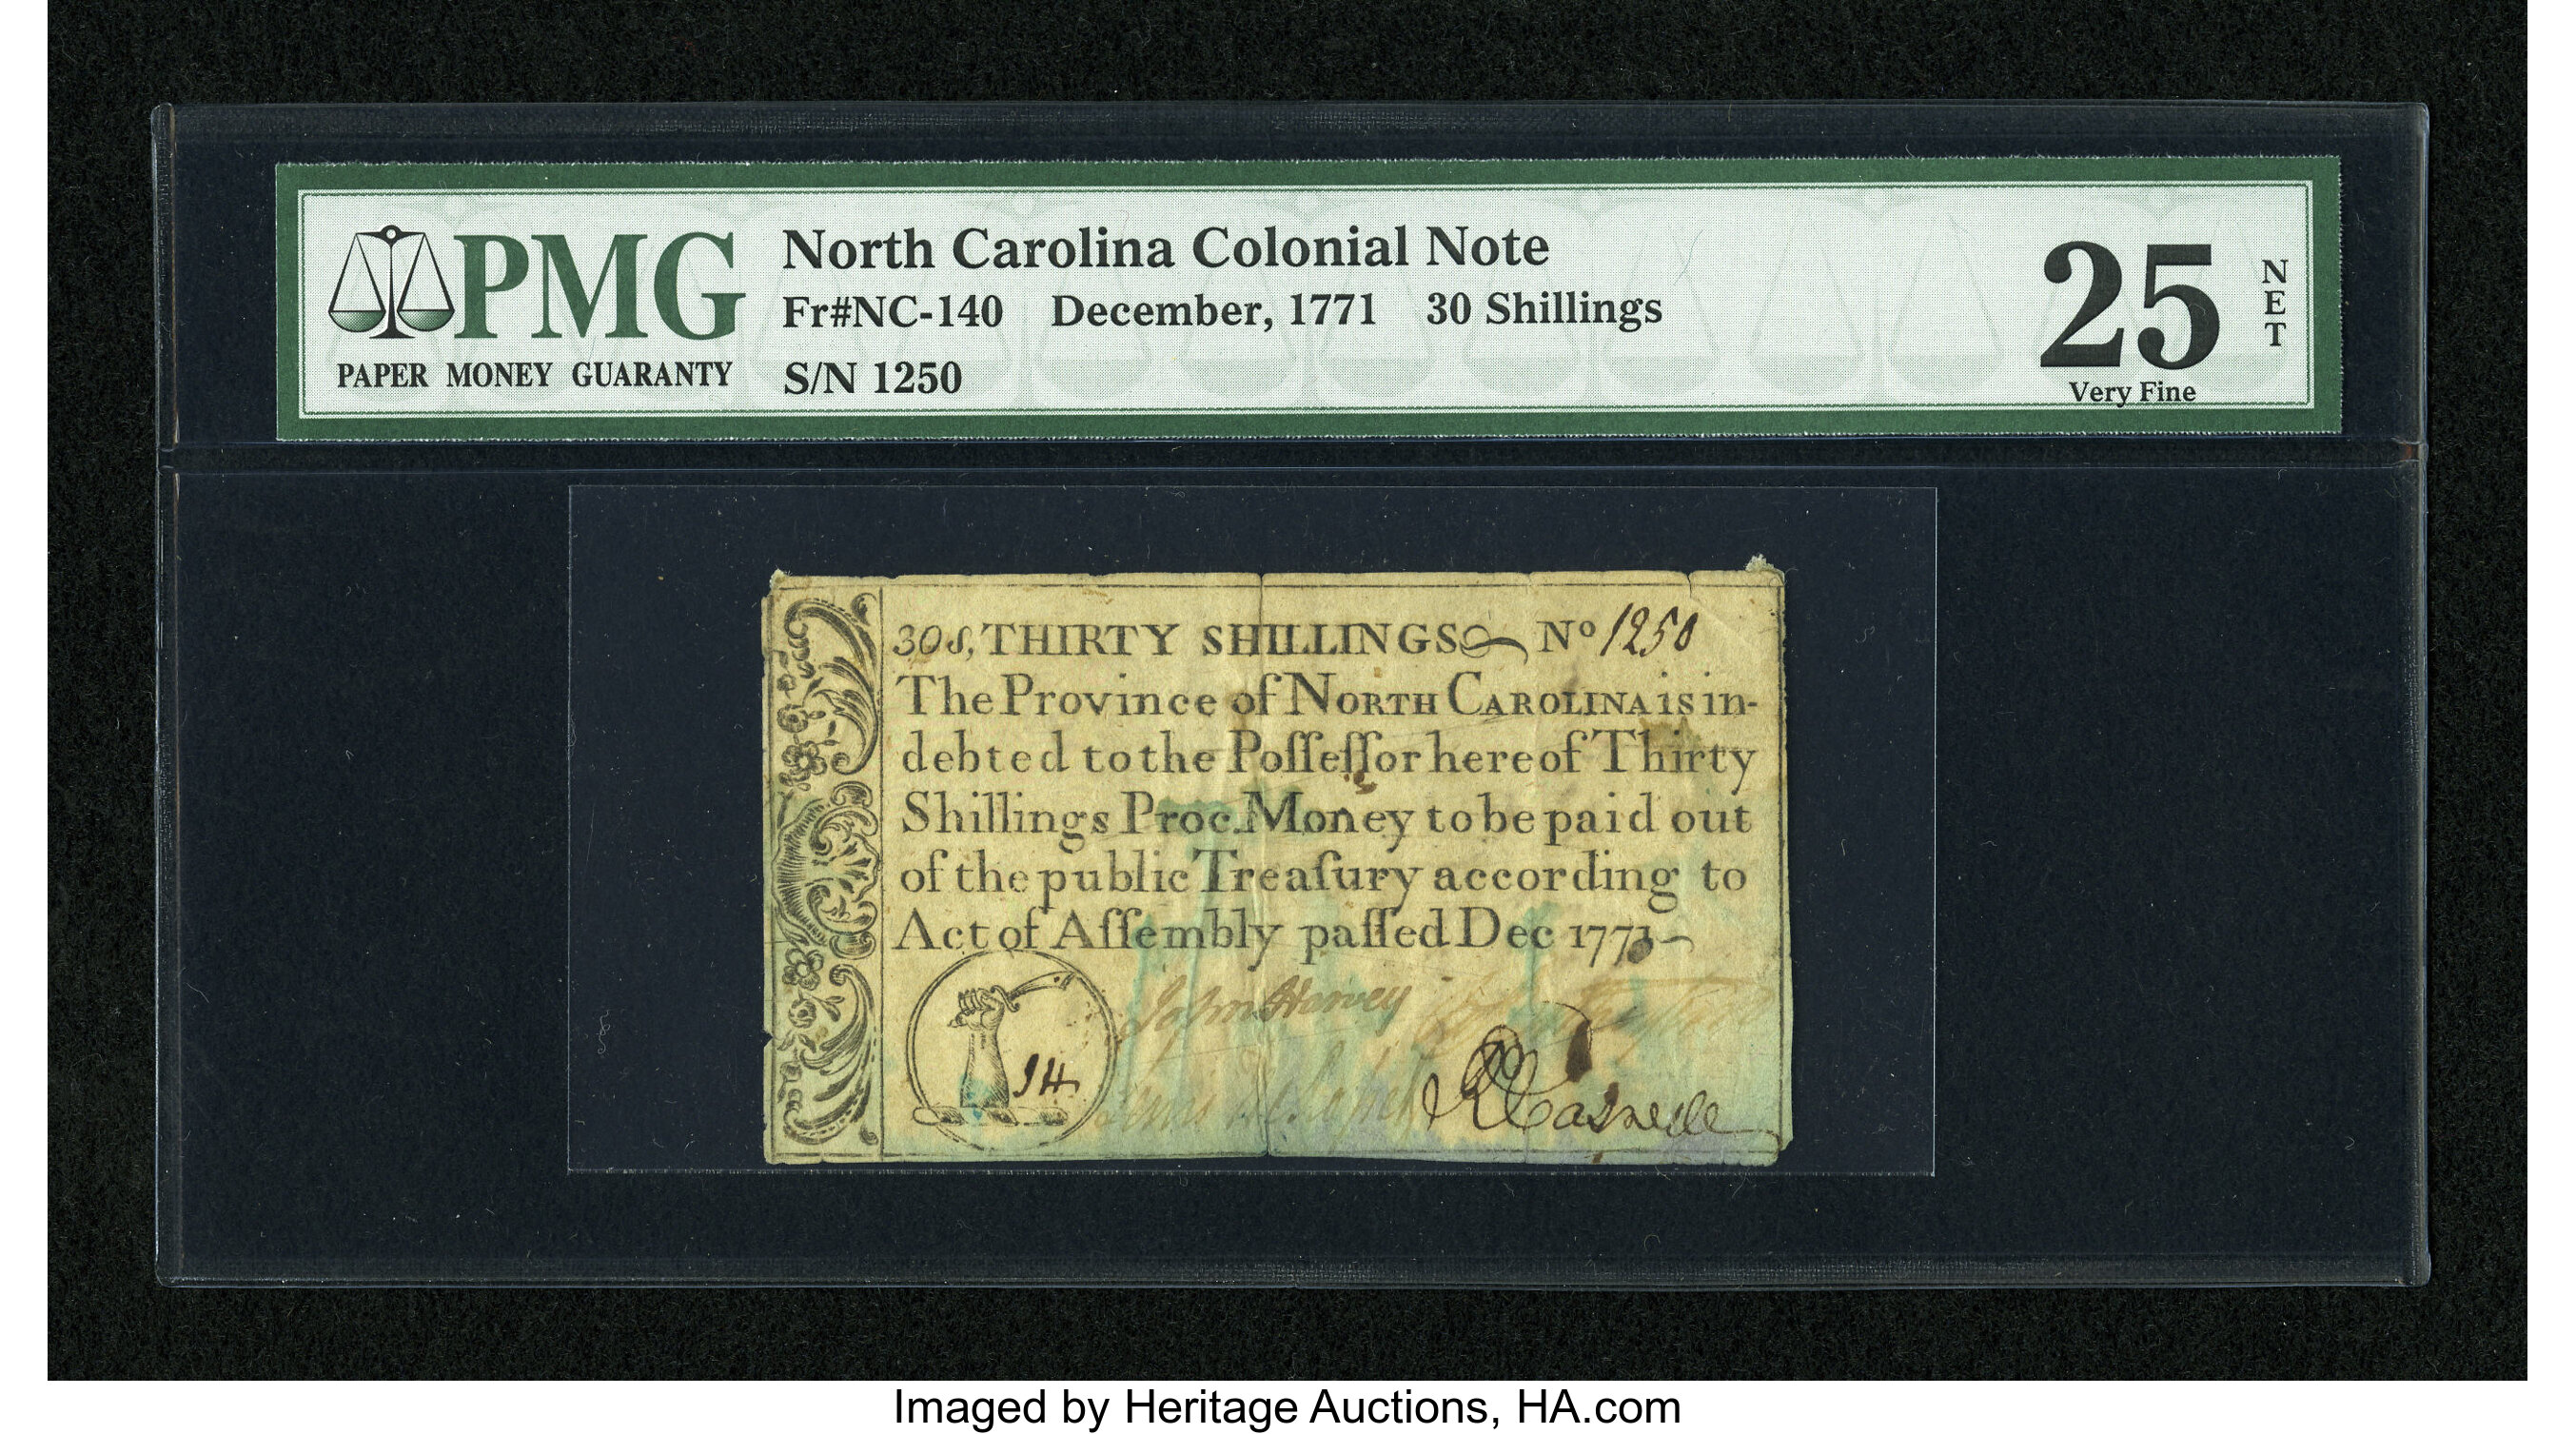 PMG
PAPER MONEY GUARANTY
North Carolina Colonial Note
Fr#NC-140 December, 1771 30 Shillings
S/N 1250
25
NET
Very Fine
30s, THIRTY SHILLINGS No 1250
The Province of NORTH CAROLINA is in-
debted to the Poſſeſſor hereof Thirty
Shillings Proc. Money to be paid out
of the public Treaſury according to
Act of Aſſembly paſſed Dec 1771
John Harvey
JH
Imaged by Heritage Auctions, HA.com